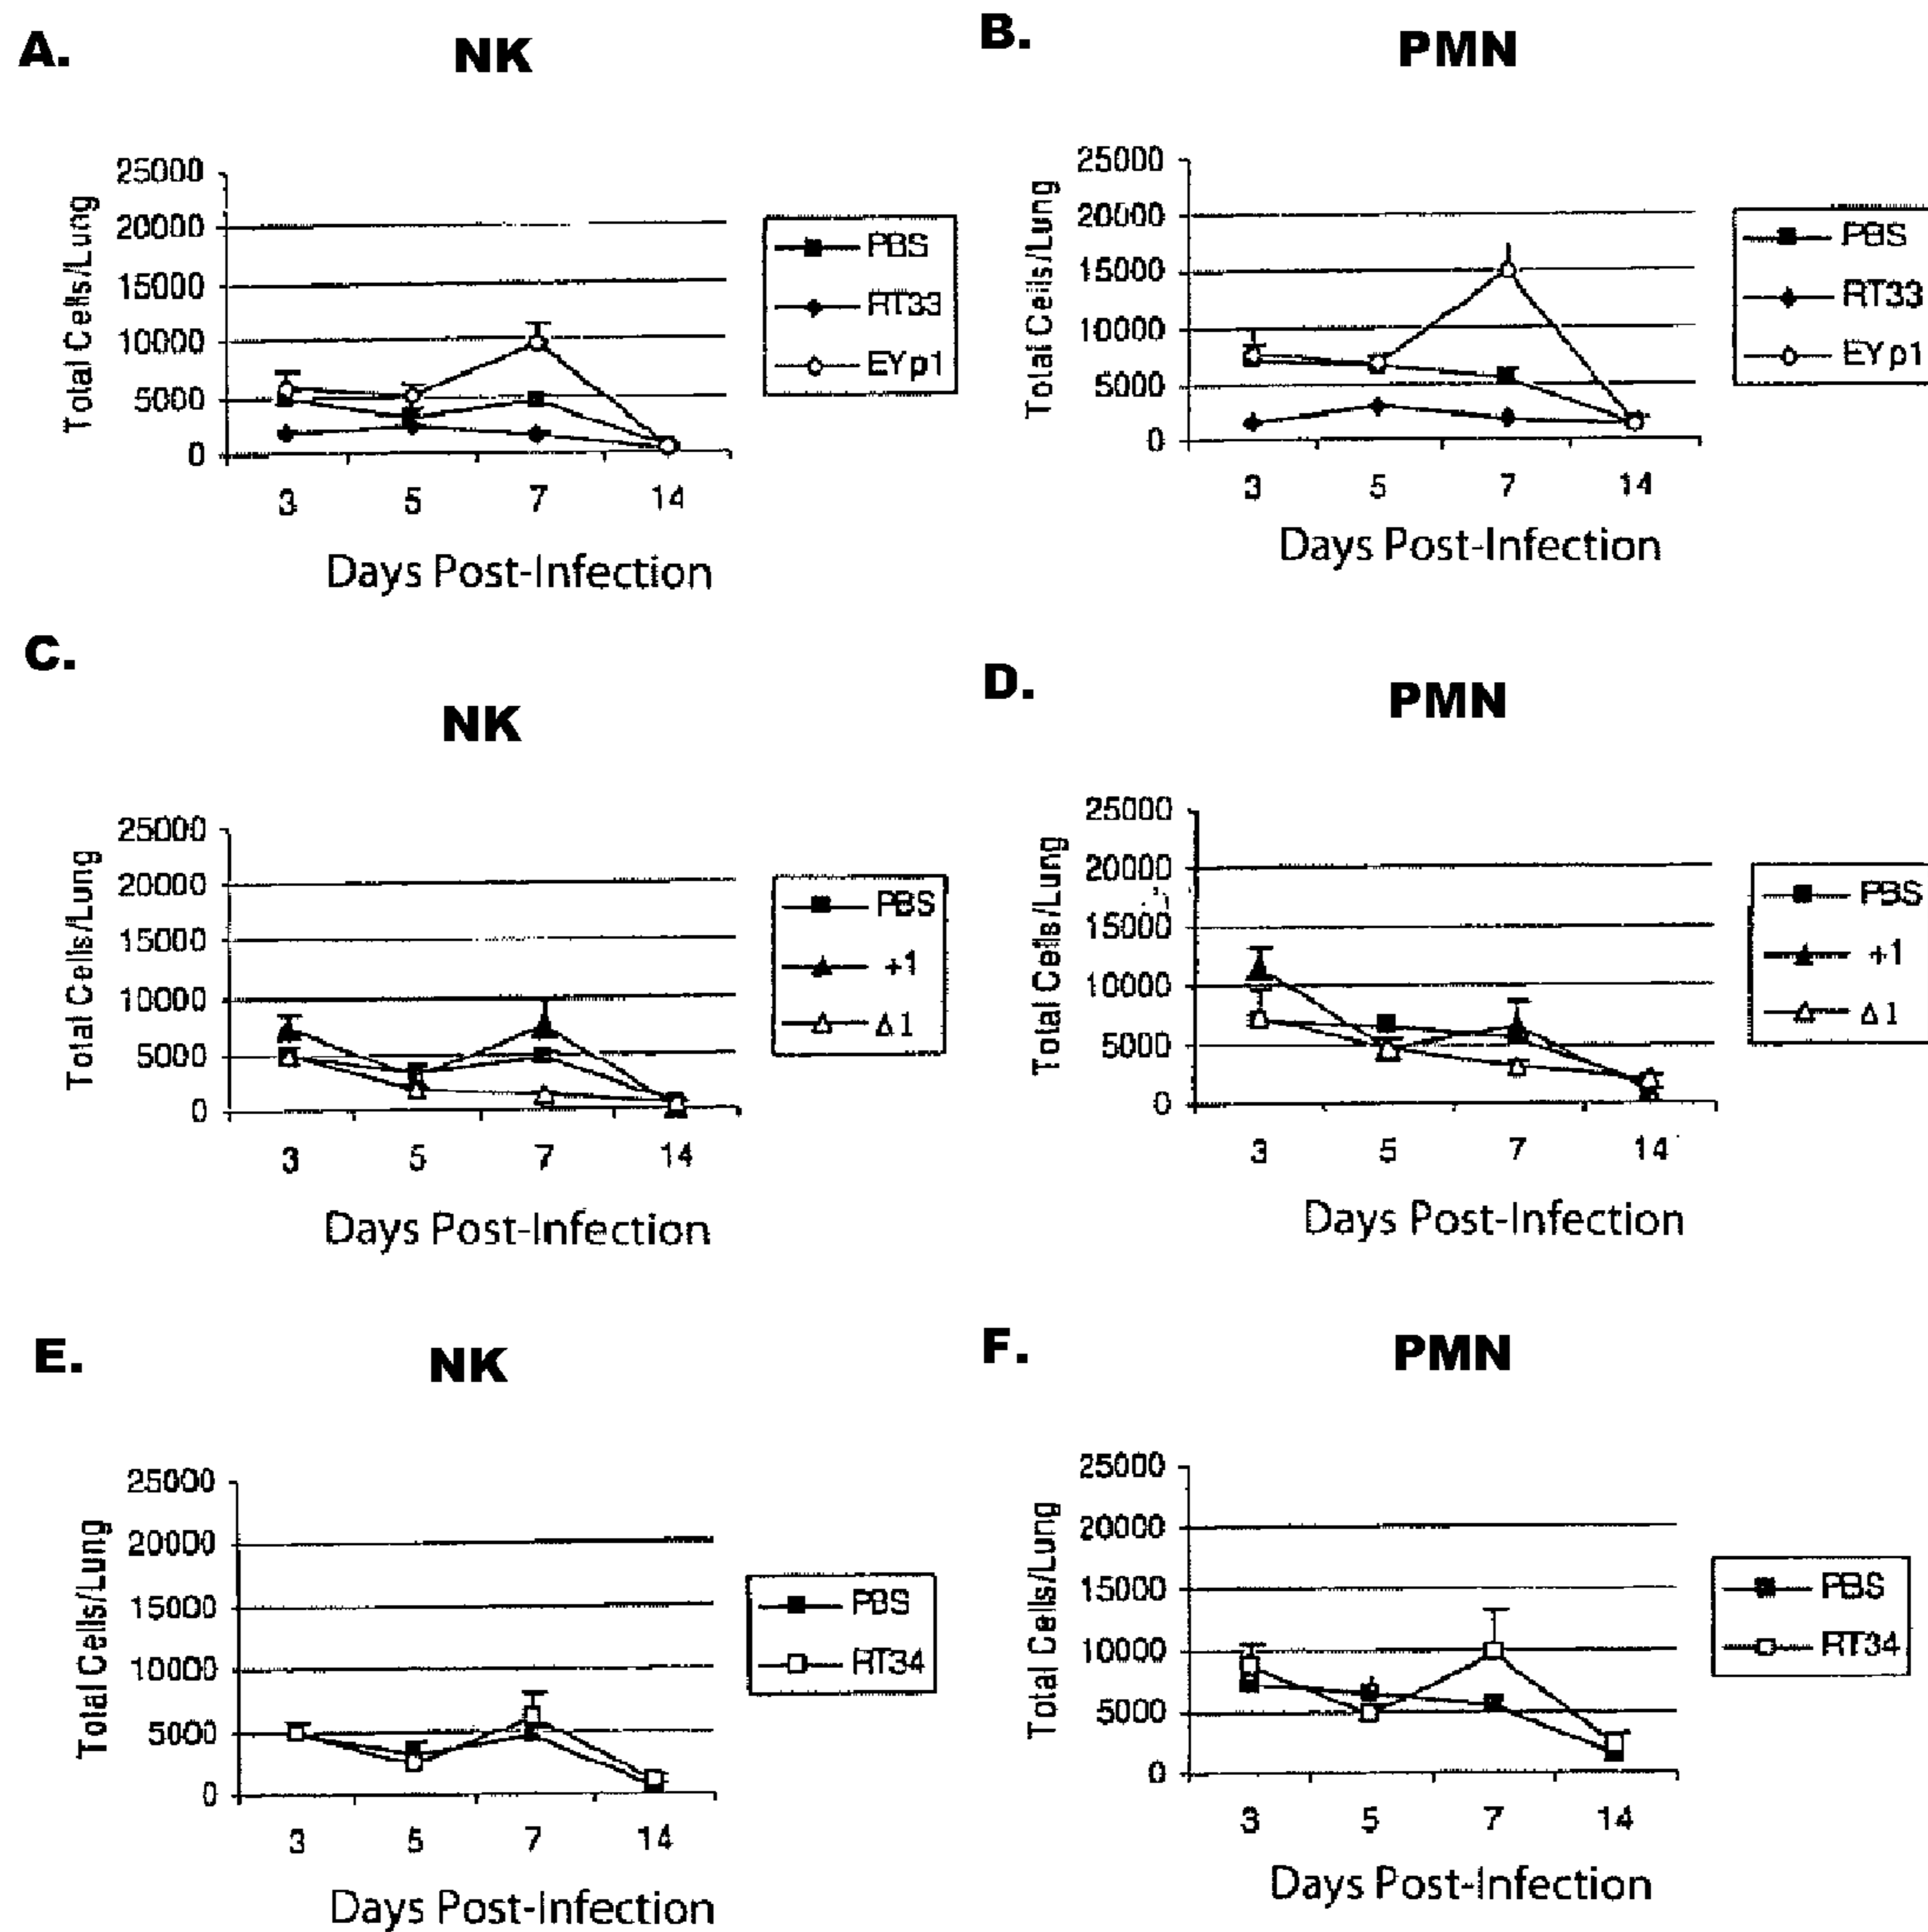 A.
NK
Total Cells/Lung
25000
20000
15000
10000
5000
0
3 5 7 14
Days Post-Infection
PBS
RT33
EYp1
B.
PMN
Total Cells/Lung
25000
20000
15000
10000
5000
0
3 5 7 14
Days Post-Infection
PBS
RT33
EYp1
C.
NK
Total Cells/Lung
25000
20000
15000
10000
5000
0
3 5 7 14
Days Post-Infection
PBS
+1
Δ1
D.
PMN
Total Cells/Lung
25000
20000
15000
10000
5000
0
3 5 7 14
Days Post-Infection
PBS
+1
Δ1
E.
NK
Total Cells/Lung
25000
20000
15000
10000
5000
0
3 5 7 14
Days Post-Infection
PBS
RT34
F.
PMN
Total Cells/Lung
25000
20000
15000
10000
5000
0
3 5 7 14
Days Post-Infection
PBS
RT34